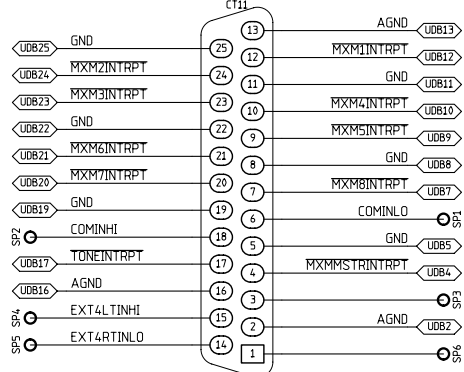 CT11
AGND 13 UDB13
UDB25 GND 25
MXM1INTRPT 12 UDB12
UDB24 MXM2INTRPT 24
GND 11 UDB11
UDB23 MXM3INTRPT 23
MXM4INTRPT 10 UDB10
UDB22 GND 22
MXM5INTRPT 9 UDB9
UDB21 MXM6INTRPT 21
GND 8 UDB8
UDB20 MXM7INTRPT 20
MXM8INTRPT 7 UDB7
UDB19 GND 19
COMINLO 6 SP1
SP2 COMINHI 18
GND 5 UDB5
UDB17 TONEINTRPT 17
MXMMSTRINTRPT 4 UDB4
UDB16 AGND 16
3 SP3
SP4 EXT4LTINHI 15
AGND 2 UDB2
SP5 EXT4RTINLO 14
1 SP6